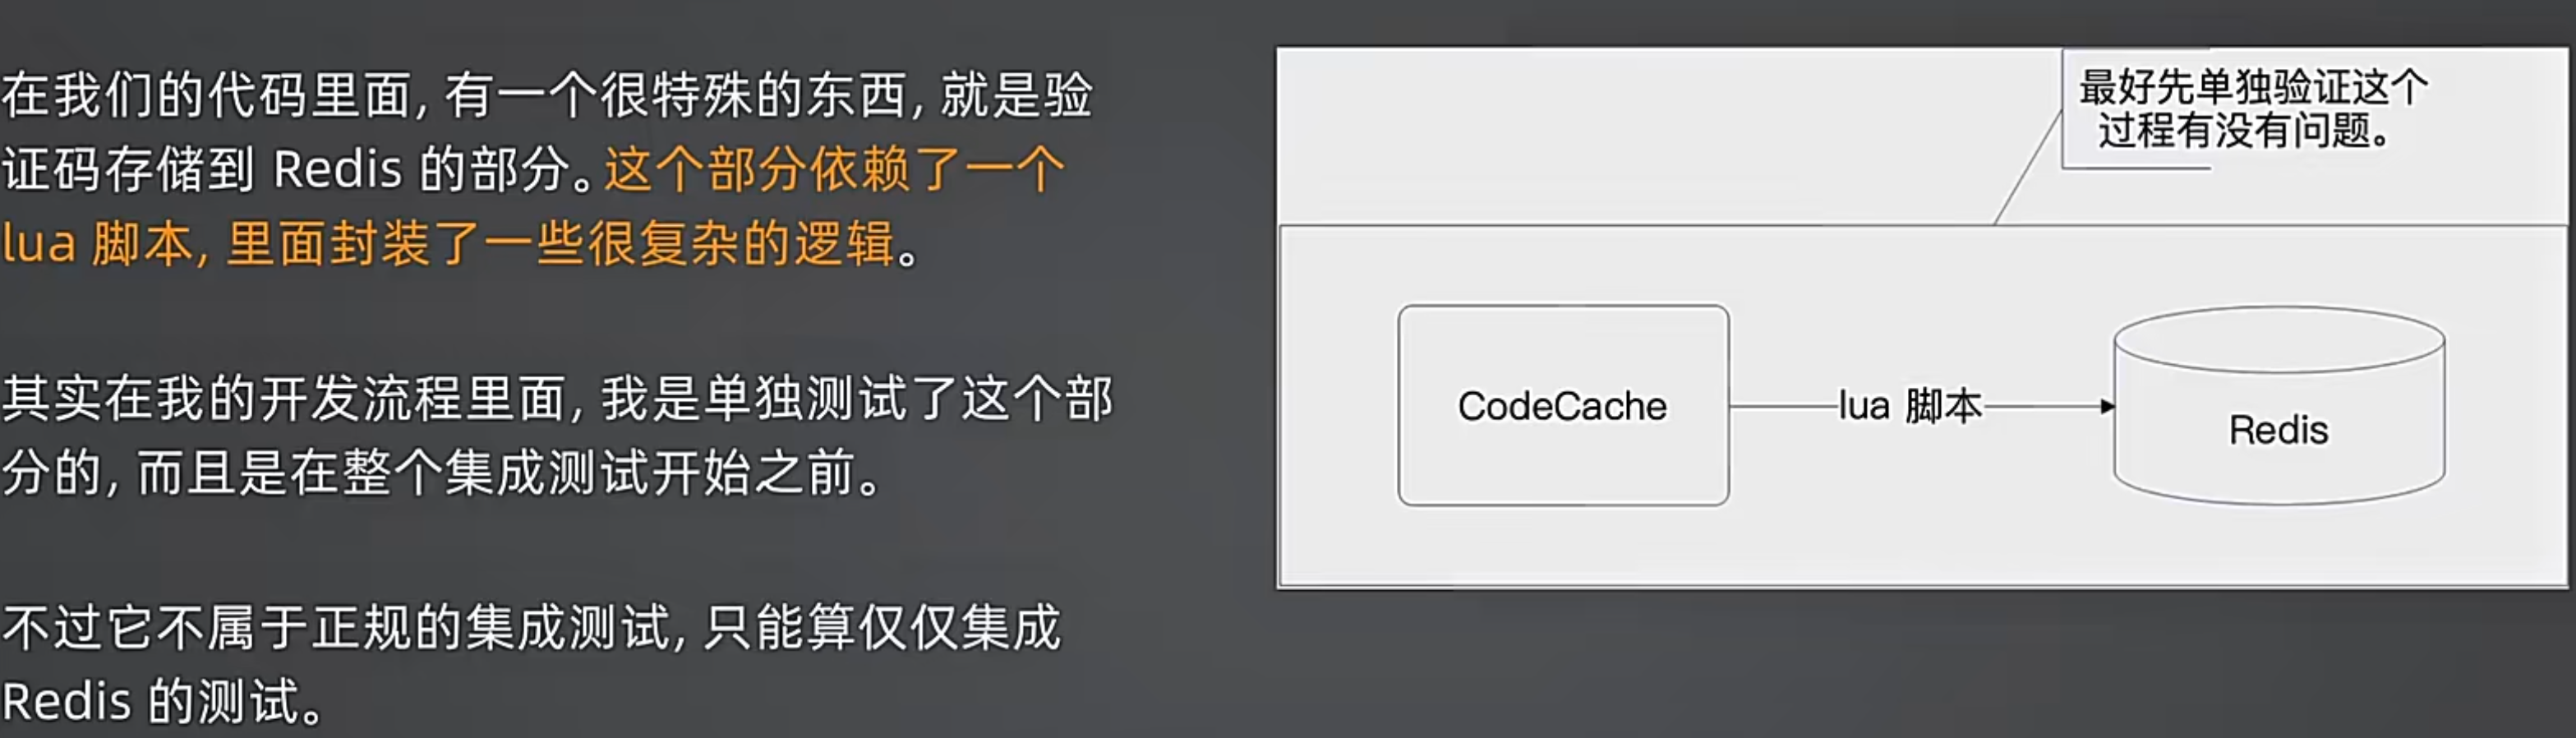 在我们的代码里面, 有一个很特殊的东西, 就是验
证码存储到 Redis 的部分。这个部分依赖了一个
lua 脚本, 里面封装了一些很复杂的逻辑。
其实在我的开发流程里面, 我是单独测试了这个部
分的, 而且是在整个集成测试开始之前。
不过它不属于正规的集成测试, 只能算仅仅集成
Redis 的测试。
最好先单独验证这个
过程有没有问题。
CodeCache
lua 脚本
Redis